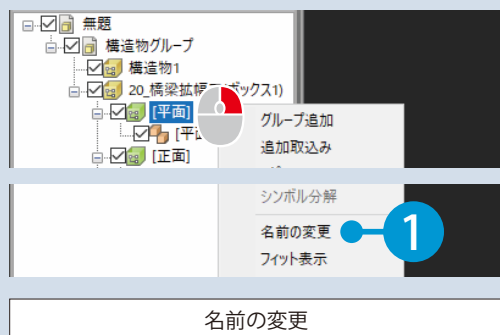 無題
構造物グループ
構造物1
20_橋梁拡幅
ックス1)
[平面]
グループ追加
[平
追加取込み
[正面]
シンボル分解
名前の変更
1
フィット表示
名前の変更